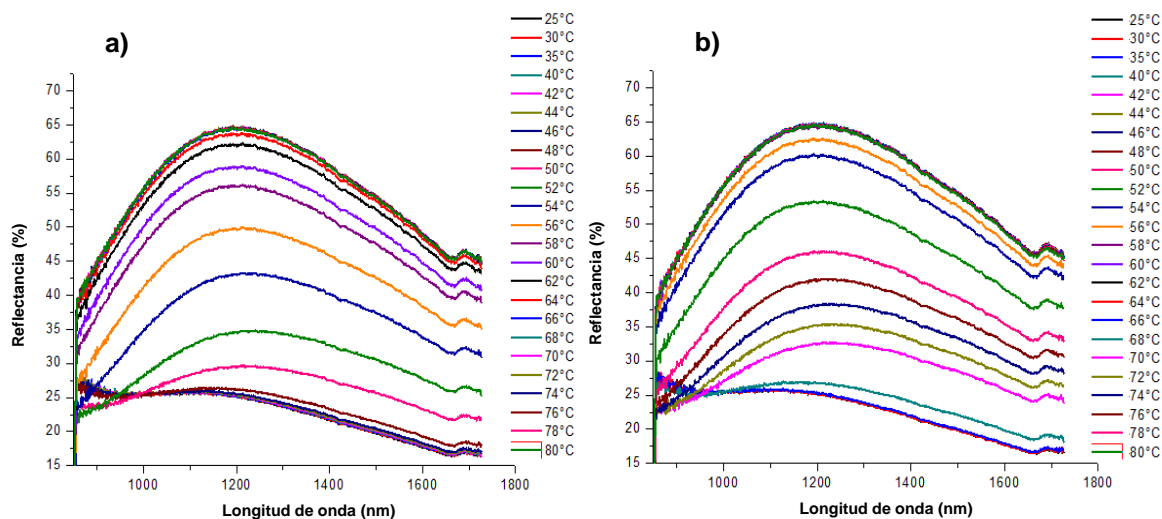 a)
Reflectancia (%)
70
65
60
55
50
45
40
35
30
25
20
15
1000
1200
1400
1600
1800
Longitud de onda (nm)
25°C
30°C
35°C
40°C
42°C
44°C
46°C
48°C
50°C
52°C
54°C
56°C
58°C
60°C
62°C
64°C
66°C
68°C
70°C
72°C
74°C
76°C
78°C
80°C
b)
Reflectancia (%)
70
65
60
55
50
45
40
35
30
25
20
15
1000
1200
1400
1600
1800
Longitud de onda (nm)
25°C
30°C
35°C
40°C
42°C
44°C
46°C
48°C
50°C
52°C
54°C
56°C
58°C
60°C
62°C
64°C
66°C
68°C
70°C
72°C
74°C
76°C
78°C
80°C